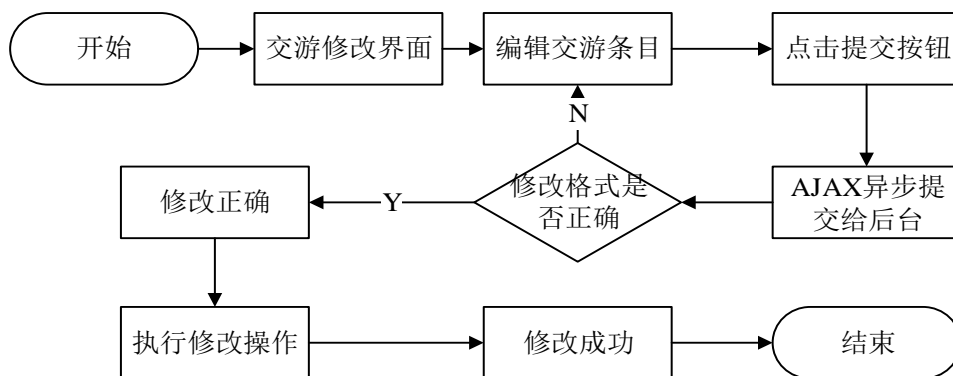 开始
交游修改界面
编辑交游条目
点击提交按钮
N
修改正确
Y
修改格式是
否正确
AJAX异步提
交给后台
执行修改操作
修改成功
结束